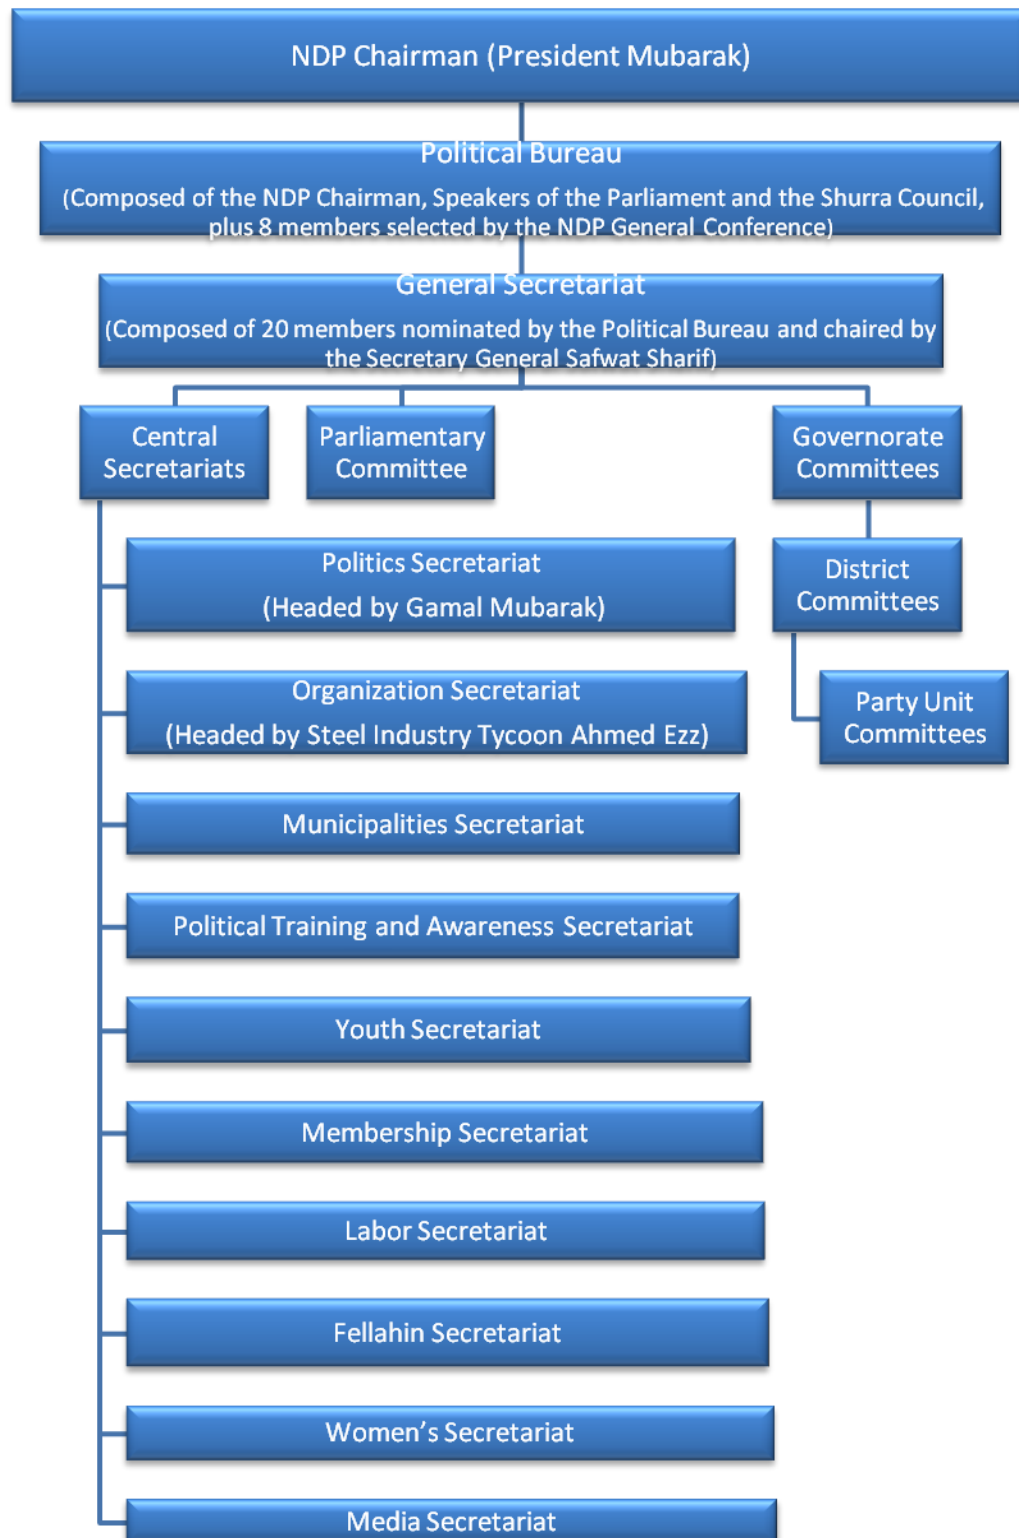 NDP Chairman (President Mubarak)
Political Bureau
(Composed of the NDP Chairman, Speakers of the Parliament and the Shurra Council,
plus 8 members selected by the NDP General Conference)
General Secretariat
(Composed of 20 members nominated by the Political Bureau and chaired by
the Secretary General Safwat Sharif)
Central
Secretariats
Parliamentary
Committee
Governorate
Committees
Politics Secretariat
(Headed by Gamal Mubarak)
District
Committees
Organization Secretariat
(Headed by Steel Industry Tycoon Ahmed Ezz)
Party Unit
Committees
Municipalities Secretariat
Political Training and Awareness Secretariat
Youth Secretariat
Membership Secretariat
Labor Secretariat
Fellahin Secretariat
Women’s Secretariat
Media Secretariat